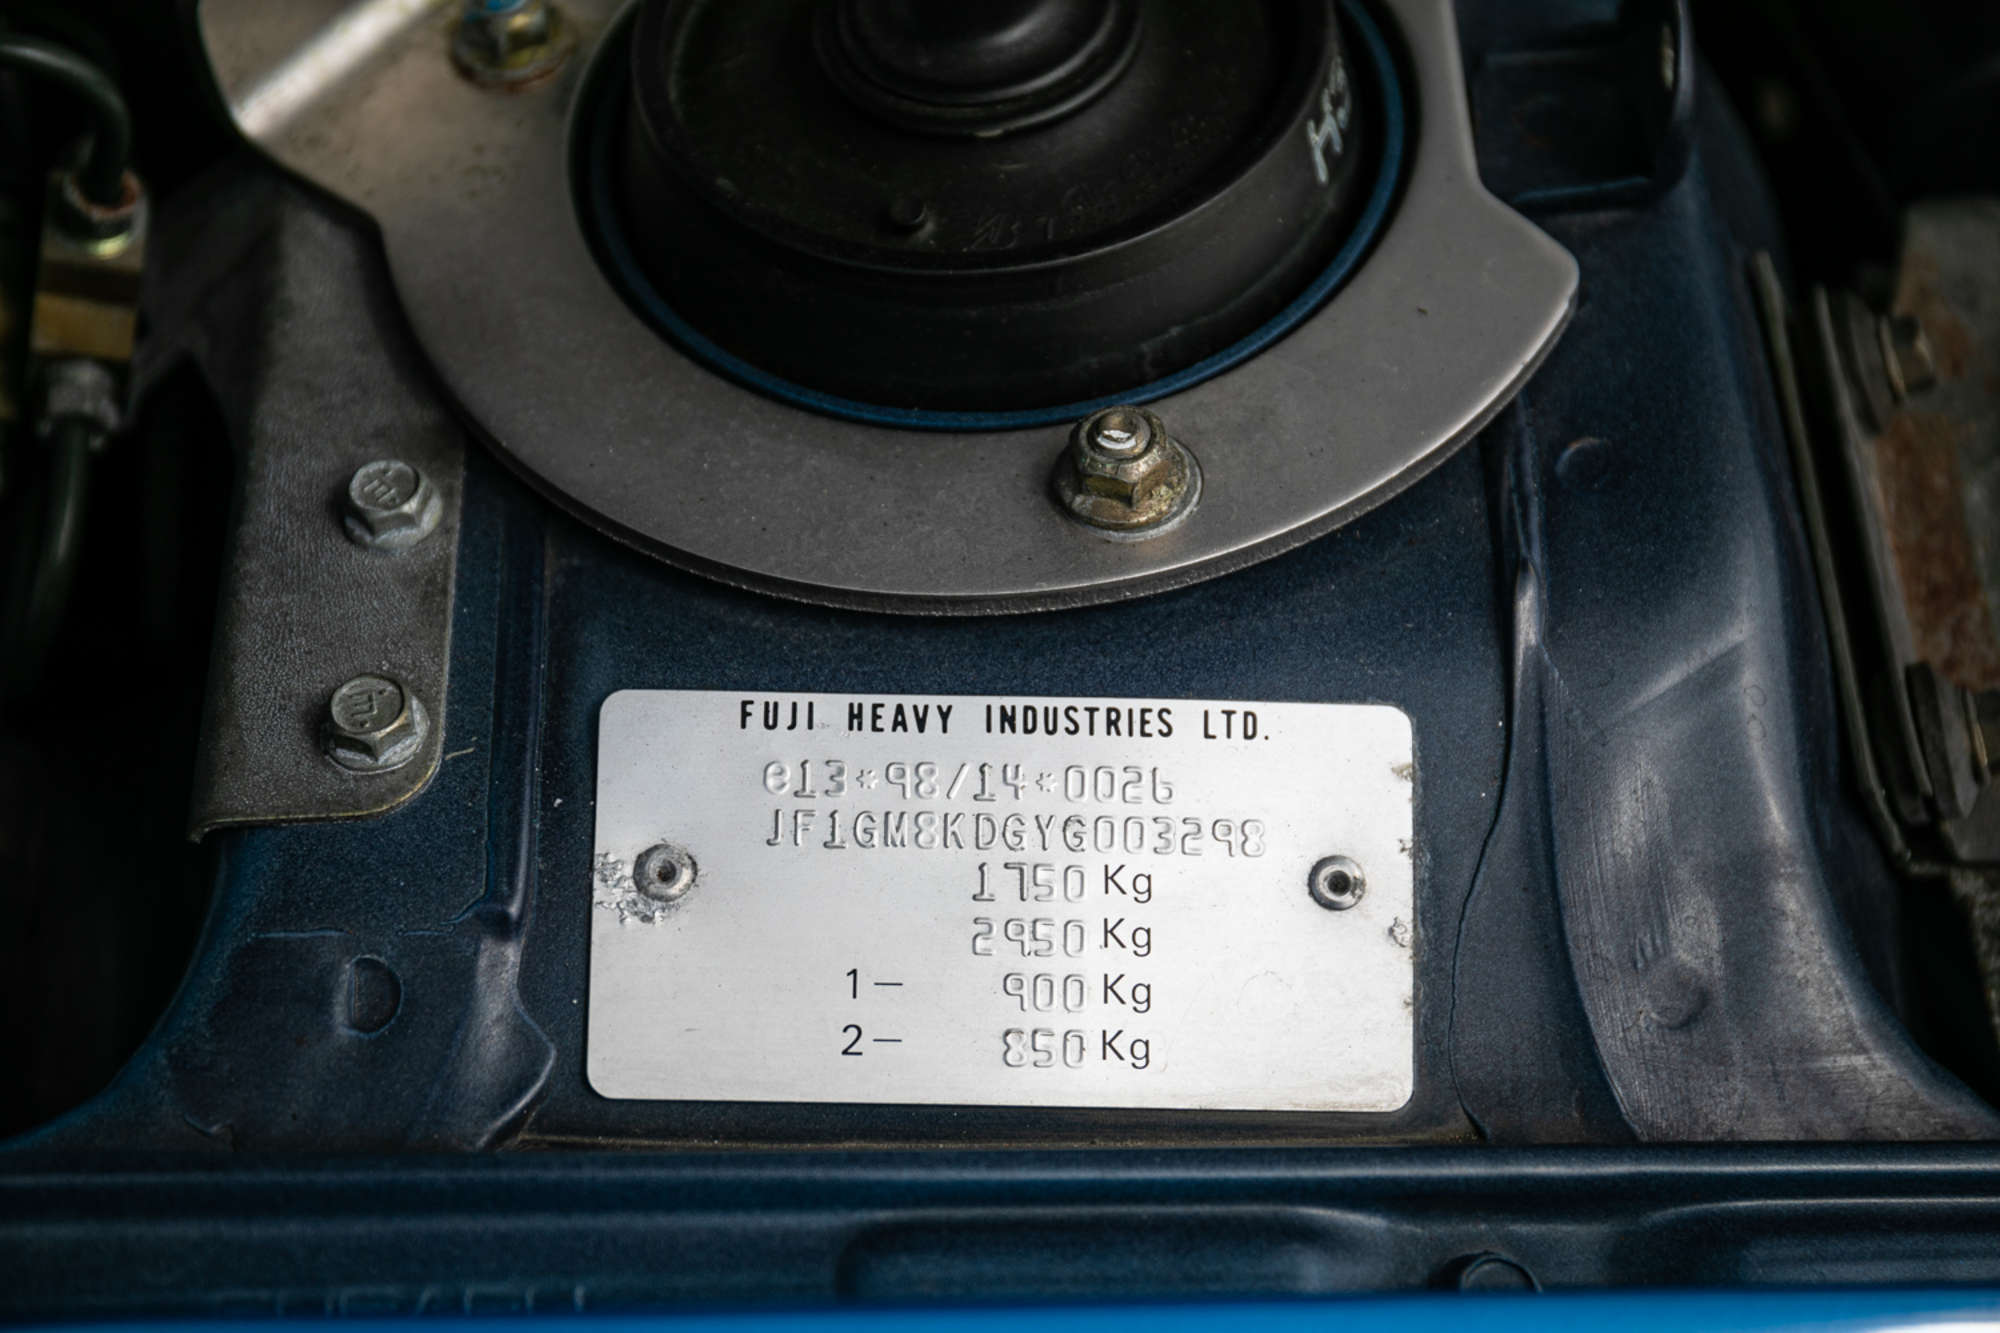 H3
FUJI HEAVY INDUSTRIES LTD.
e13*98/14*0026
JF1GM8KDGYG003298
1750 Kg
2950 Kg
1— 900 Kg
2— 850 Kg